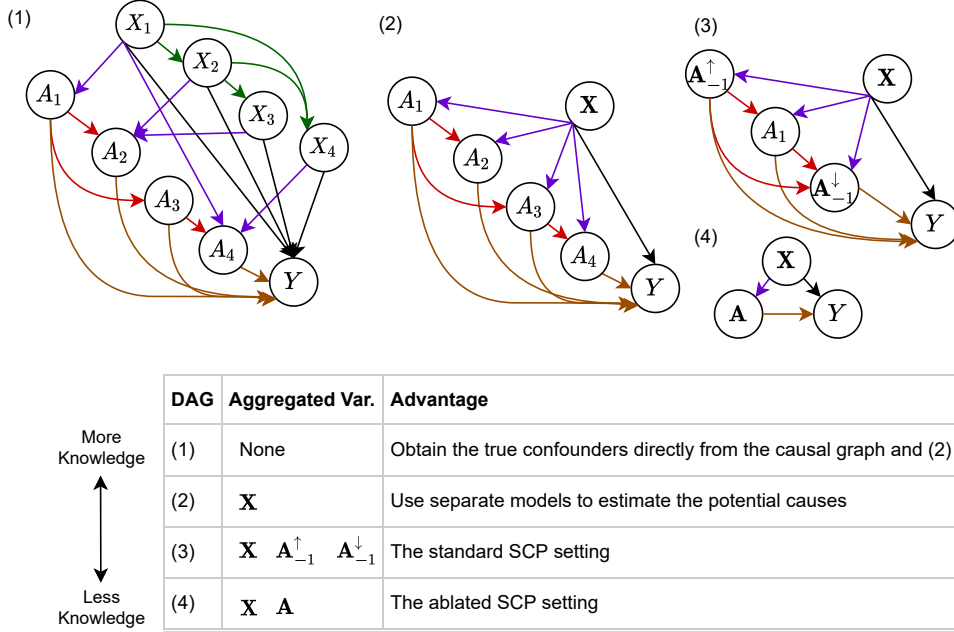 (1)
X₁
X₂
A₁
X₃
A₂
X₄
A₃
A₄
Y
(2)
A₁
X
A₂
A₃
A₄
Y
(3)
A₋₁↑
X
A₁
A₋₁↓
Y
(4)
X
A
Y
DAG Aggregated Var. Advantage
More
Knowledge
(1) None Obtain the true confounders directly from the causal graph and (2)
(2) X Use separate models to estimate the potential causes
(3) X A₋₁↑ A₋₁↓ The standard SCP setting
(4) X A The ablated SCP setting
Less
Knowledge